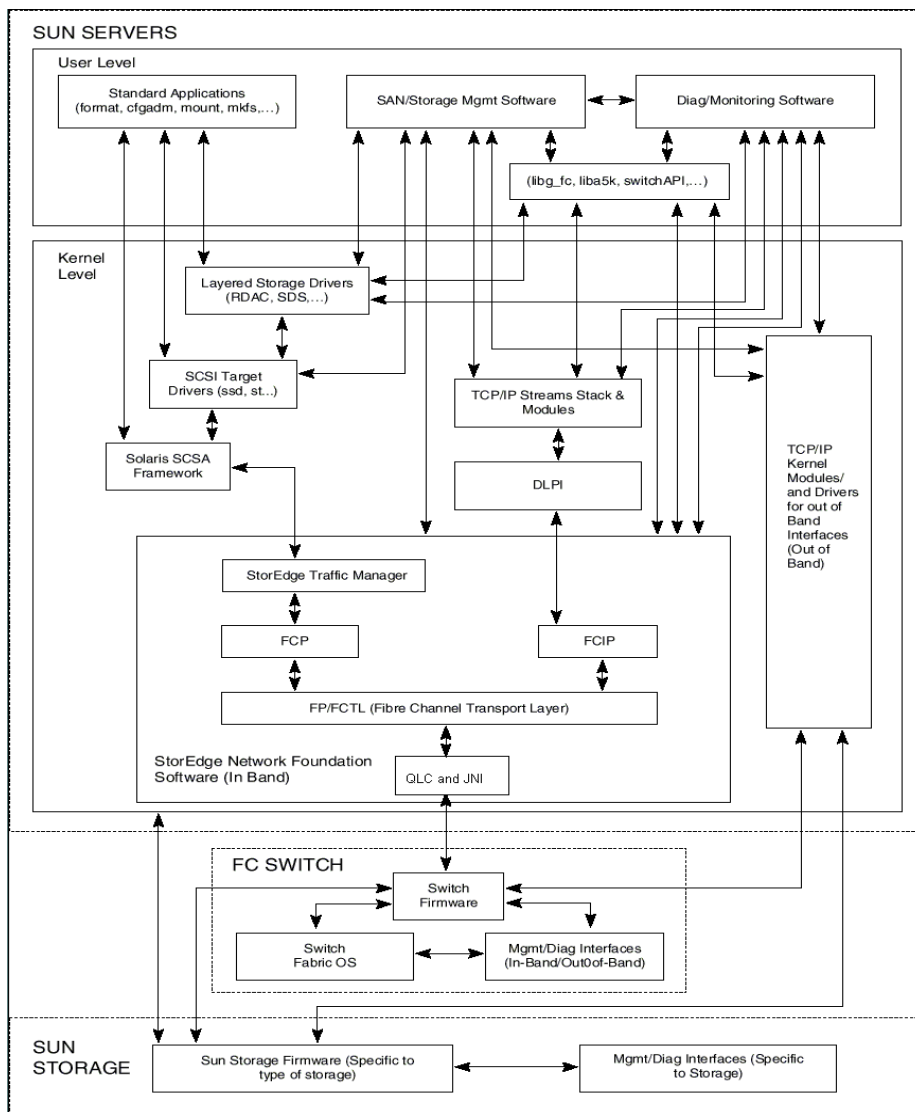 SUN SERVERS
User Level
Standard Applications
(format, cfgadm, mount, mkfs,...)
SAN/Storage Mgmt Software
Diag/Monitoring Software
(libg_fc, liba5k, switchAPI,...)
Kernel
Level
Layered Storage Drivers
(RDAC, SDS,...)
SCSI Target
Drivers (ssd, st...)
TCP/IP Streams Stack &
Modules
Solaris SCSA
Framework
DLPI
TCP/IP
Kernel
Modules/
and Drivers
for out of
Band
Interfaces
(Out of
Band)
StorEdge Traffic Manager
FCP
FCIP
FP/FCTL (Fibre Channel Transport Layer)
StorEdge Network Foundation
Software (In Band)
QLC and JNI
FC SWITCH
Switch
Firmware
Switch
Fabric OS
Mgmt/Diag Interfaces
(In-Band/Out0of-Band)
SUN
STORAGE
Sun Storage Firmware (Specific to
type of storage)
Mgmt/Diag Interfaces (Specific
to Storage)